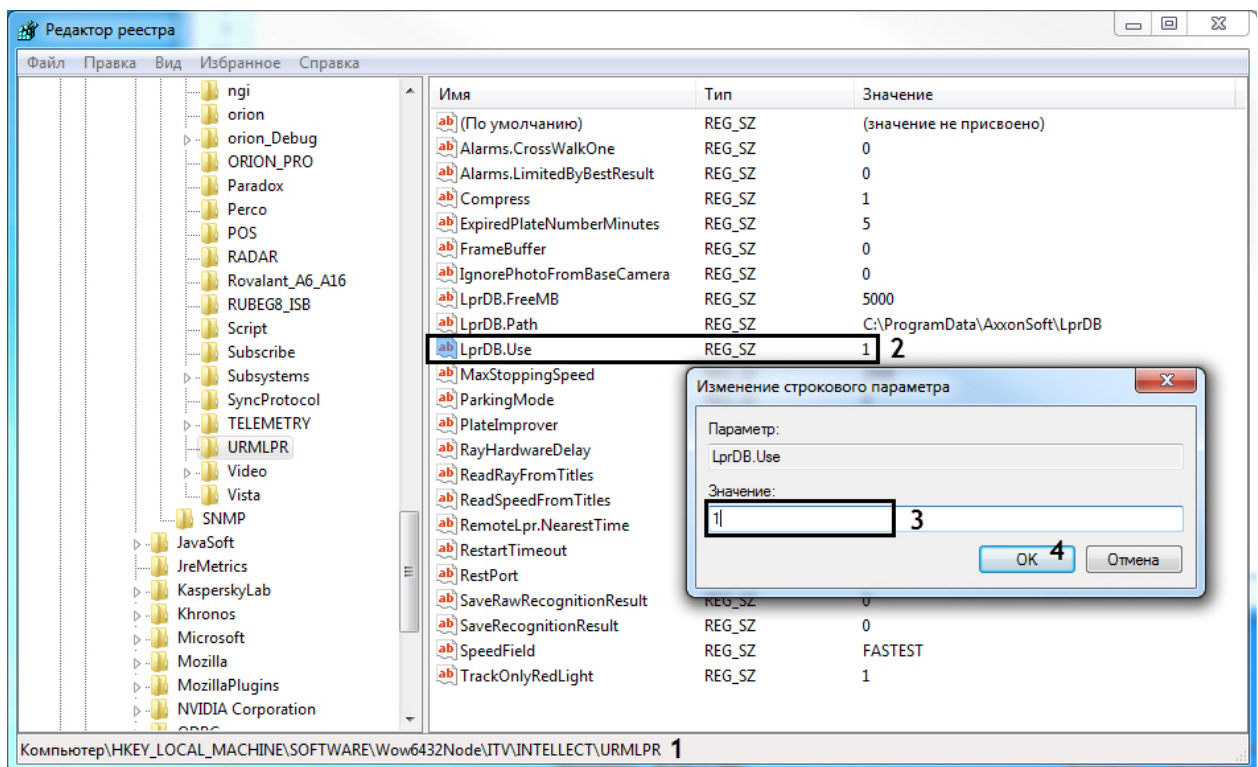 Редактор реестра
Файл Правка Вид Избранное Справка
ngi
orion
orion_Debug
ORION_PRO
Paradox
Perco
POS
RADAR
Rovalant_A6_A16
RUBEG8_ISB
Script
Subscribe
Subsystems
SyncProtocol
TELEMETRY
URMLPR
Video
Vista
SNMP
JavaSoft
JreMetrics
KasperskyLab
Khronos
Microsoft
Mozilla
MozillaPlugins
NVIDIA Corporation
Имя Тип Значение
(По умолчанию) REG_SZ (значение не присвоено)
Alarms.CrossWalkOne REG_SZ 0
Alarms.LimitedByBestResult REG_SZ 0
Compress REG_SZ 1
ExpiredPlateNumberMinutes REG_SZ 5
FrameBuffer REG_SZ 0
IgnorePhotoFromBaseCamera REG_SZ 0
LprDB.FreeMB REG_SZ 5000
LprDB.Path REG_SZ C:\ProgramData\AxxonSoft\LprDB
LprDB.Use REG_SZ 1 2
MaxStoppingSpeed
ParkingMode
PlateImprover
RayHardwareDelay
ReadRayFromTitles
ReadSpeedFromTitles
RemoteLpr.NearestTime
RestartTimeout
RestPort
SaveRawRecognitionResult REG_SZ 0
SaveRecognitionResult REG_SZ 0
SpeedField REG_SZ FASTEST
TrackOnlyRedLight REG_SZ 1
Изменение строкового параметра
Параметр:
LprDB.Use
Значение:
1 3
OK 4 Отмена
Компьютер\HKEY_LOCAL_MACHINE\SOFTWARE\Wow6432Node\ITV\INTELLECT\URMLPR 1